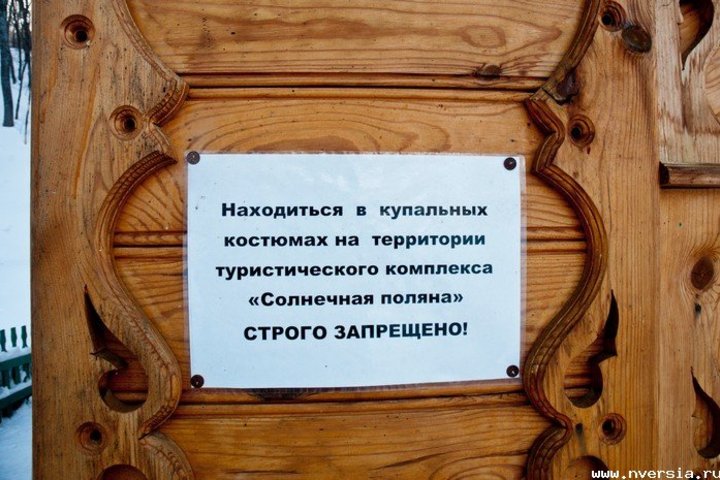 Находиться в купальных
костюмах на территории
туристического комплекса
«Солнечная поляна»
СТРОГО ЗАПРЕЩЕНО!
www.nversia.ru